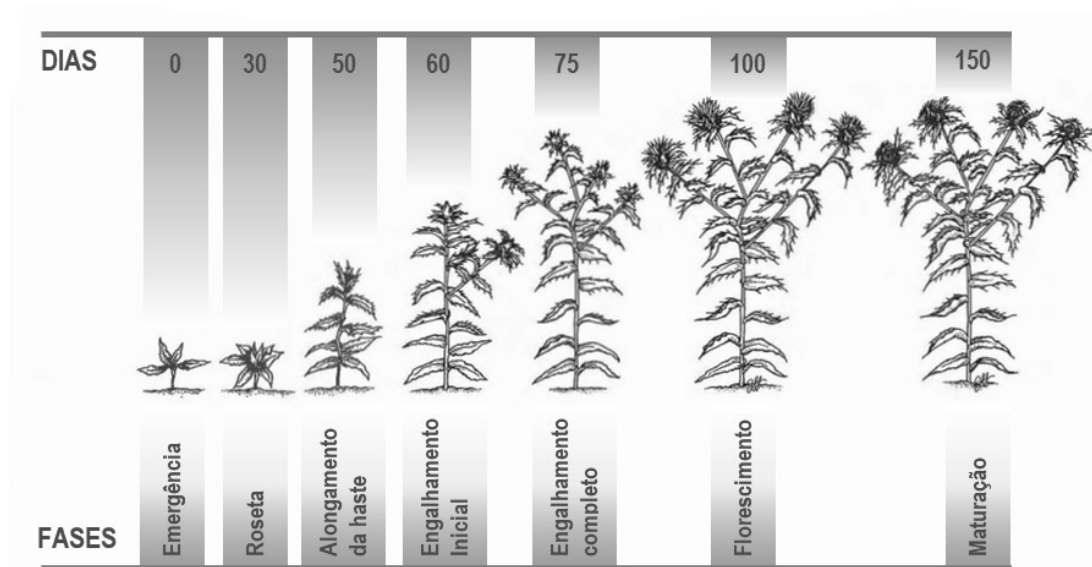 DIAS 0 30 50 60 75 100 150
Emergência
Roseta
Alongamento
da haste
Engalhamento
Inicial
Engalhamento
completo
Florescimento
Maturação
FASES